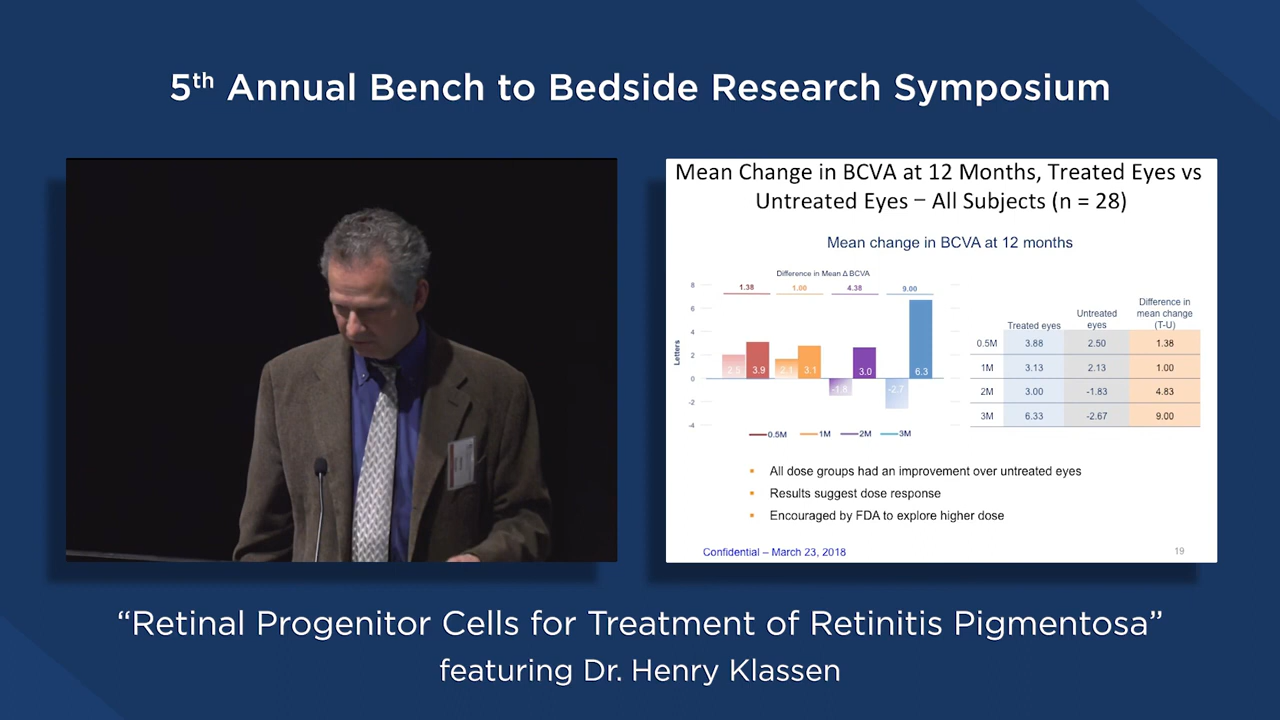 5th Annual Bench to Bedside Research Symposium
Mean Change in BCVA at 12 Months, Treated Eyes vs
Untreated Eyes – All Subjects (n = 28)
Mean change in BCVA at 12 months
Difference in Mean Δ BCVA
1.38 1.00 4.38 9.00
8
6
4
2
0
-2
-4
Letters
2.5 3.9 2.1 3.1 -1.8 3.0 -2.7 6.3
0.5M 1M 2M 3M
Treated eyes
Untreated
eyes
Difference in
mean change
(T-U)
0.5M 3.88 2.50 1.38
1M 3.13 2.13 1.00
2M 3.00 -1.83 4.83
3M 6.33 -2.67 9.00
• All dose groups had an improvement over untreated eyes
• Results suggest dose response
• Encouraged by FDA to explore higher dose
Confidential – March 23, 2018
19
“Retinal Progenitor Cells for Treatment of Retinitis Pigmentosa”
featuring Dr. Henry Klassen